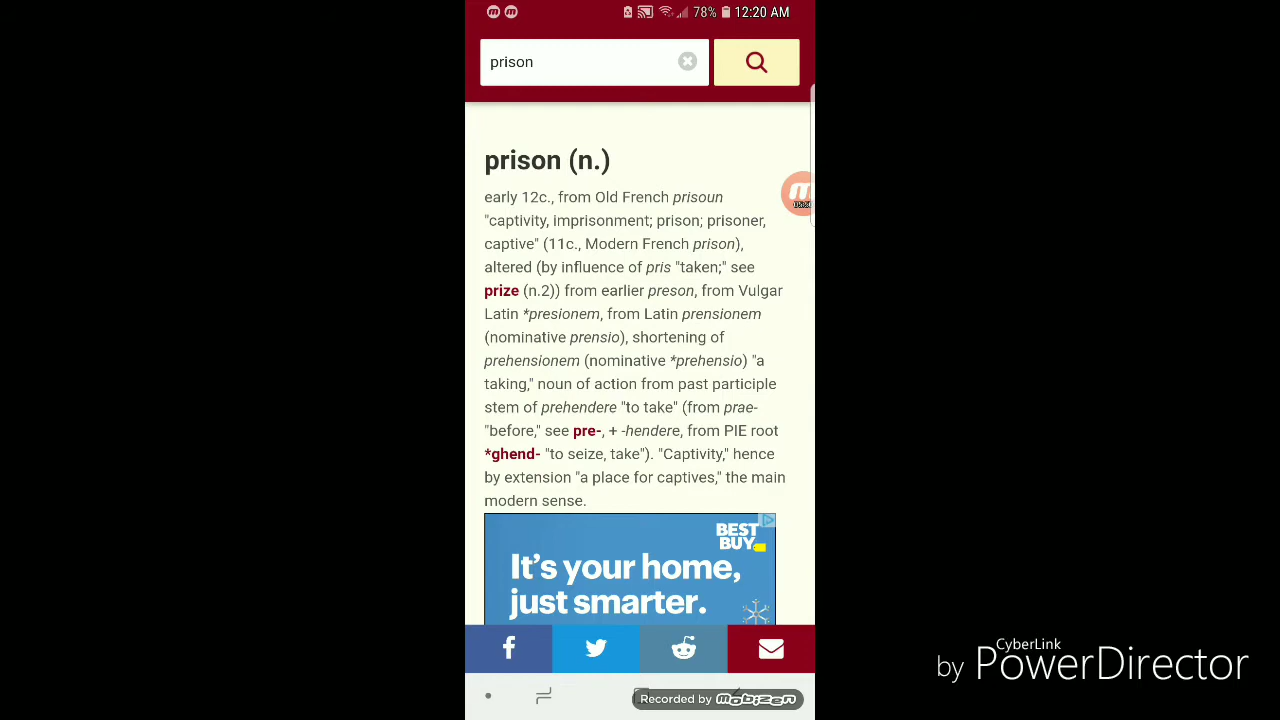 78% 12:20 AM
prison
prison (n.)
early 12c., from Old French prisoun
"captivity, imprisonment; prison; prisoner,
captive" (11c., Modern French prison),
altered (by influence of pris "taken;" see
prize (n.2)) from earlier preson, from Vulgar
Latin *presionem, from Latin prensionem
(nominative prensio), shortening of
prehensionem (nominative *prehensio) "a
taking," noun of action from past participle
stem of prehendere "to take" (from prae-
"before," see pre-, + -hendere, from PIE root
*ghend- "to seize, take"). "Captivity," hence
by extension "a place for captives," the main
modern sense.
BEST
BUY
It's your home,
just smarter.
Recorded by mobizen
CyberLink
by PowerDirector